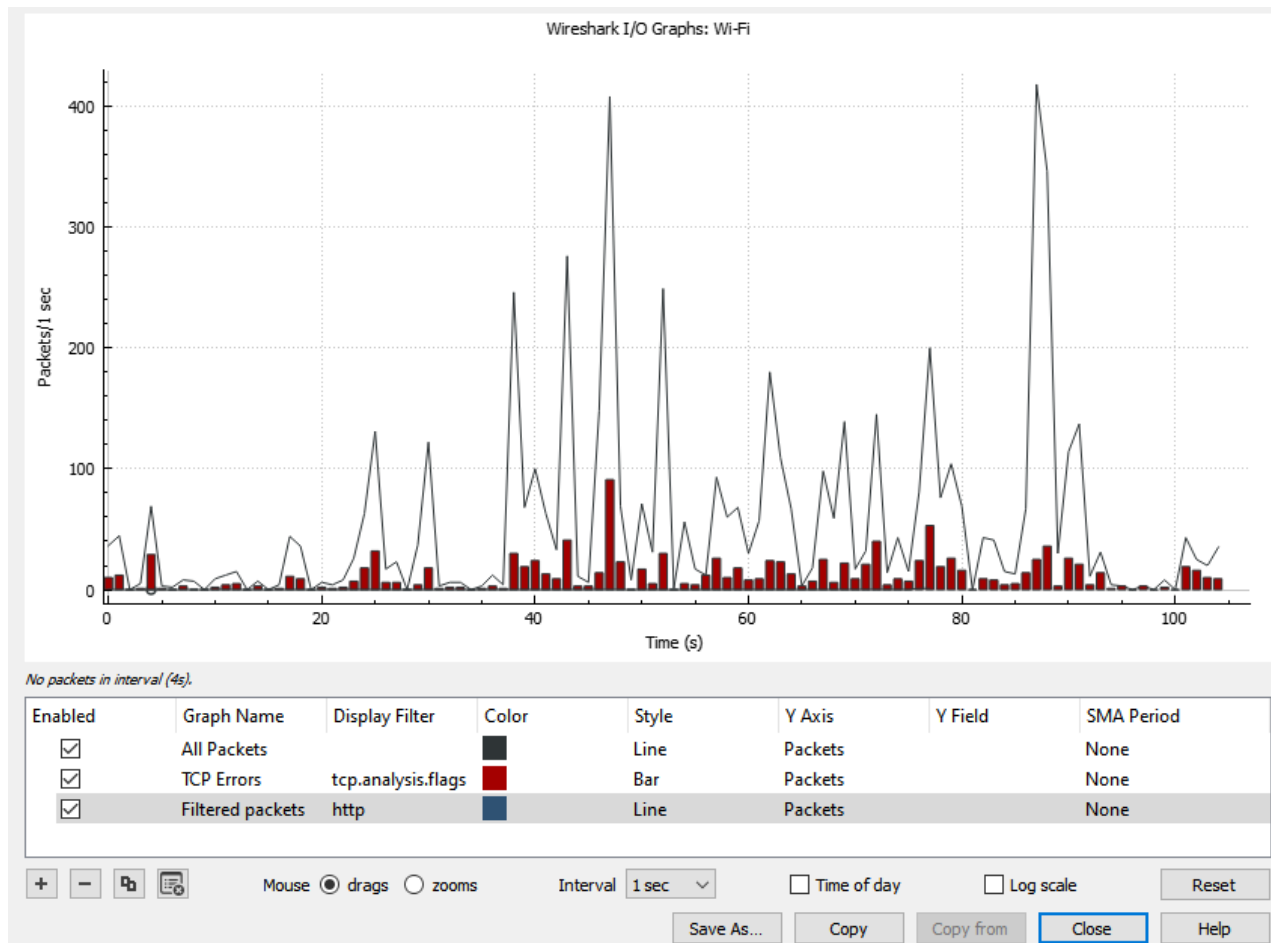 Wireshark I/O Graphs: Wi-Fi
400
300
200
100
0
Packets/1 sec
0 20 40 60 80 100
Time (s)
No packets in interval (4s).
Enabled Graph Name Display Filter Color Style Y Axis Y Field SMA Period
All Packets Line Packets None
TCP Errors tcp.analysis.flags Bar Packets None
Filtered packets http Line Packets None
+ - Mouse drags zooms Interval 1 sec Time of day Log scale Reset
Save As... Copy Copy from Close Help